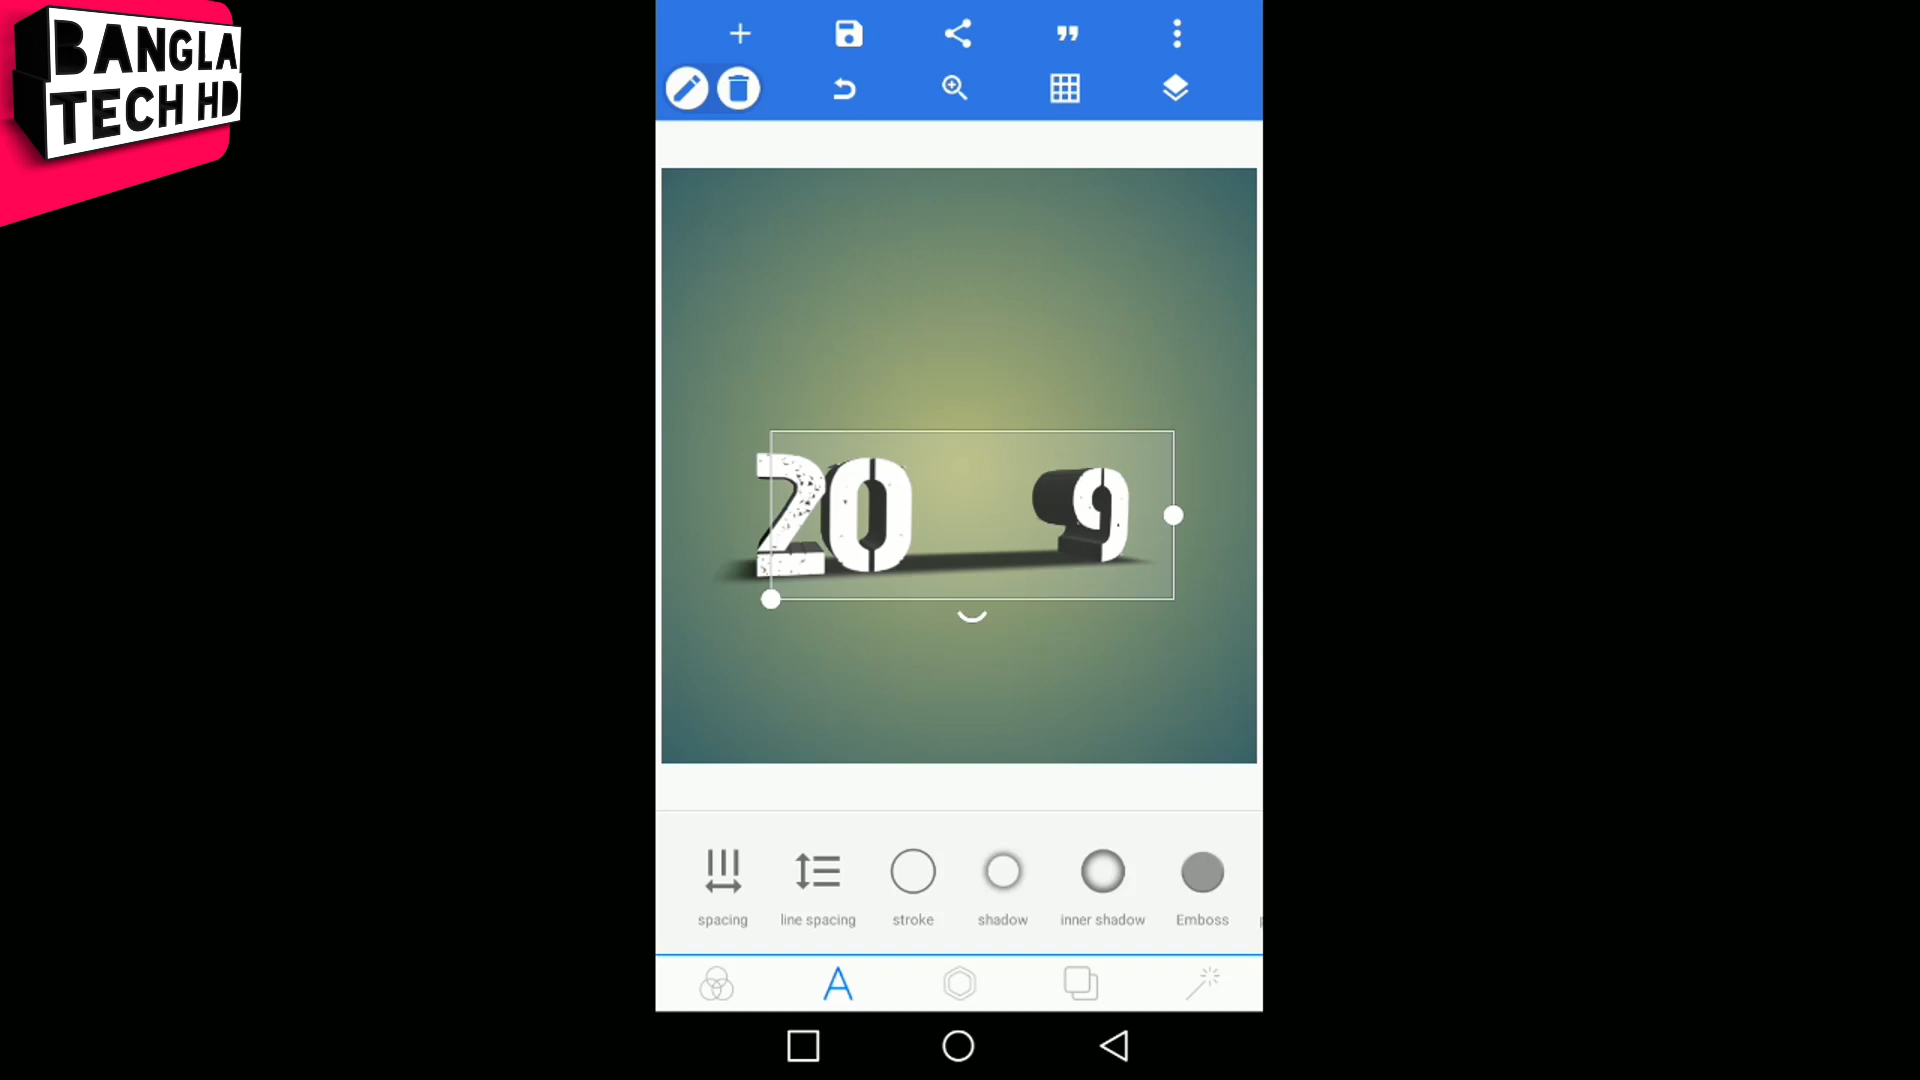 BANGLA
TECH HD
20 9
spacing
line spacing
stroke
shadow
inner shadow
Emboss